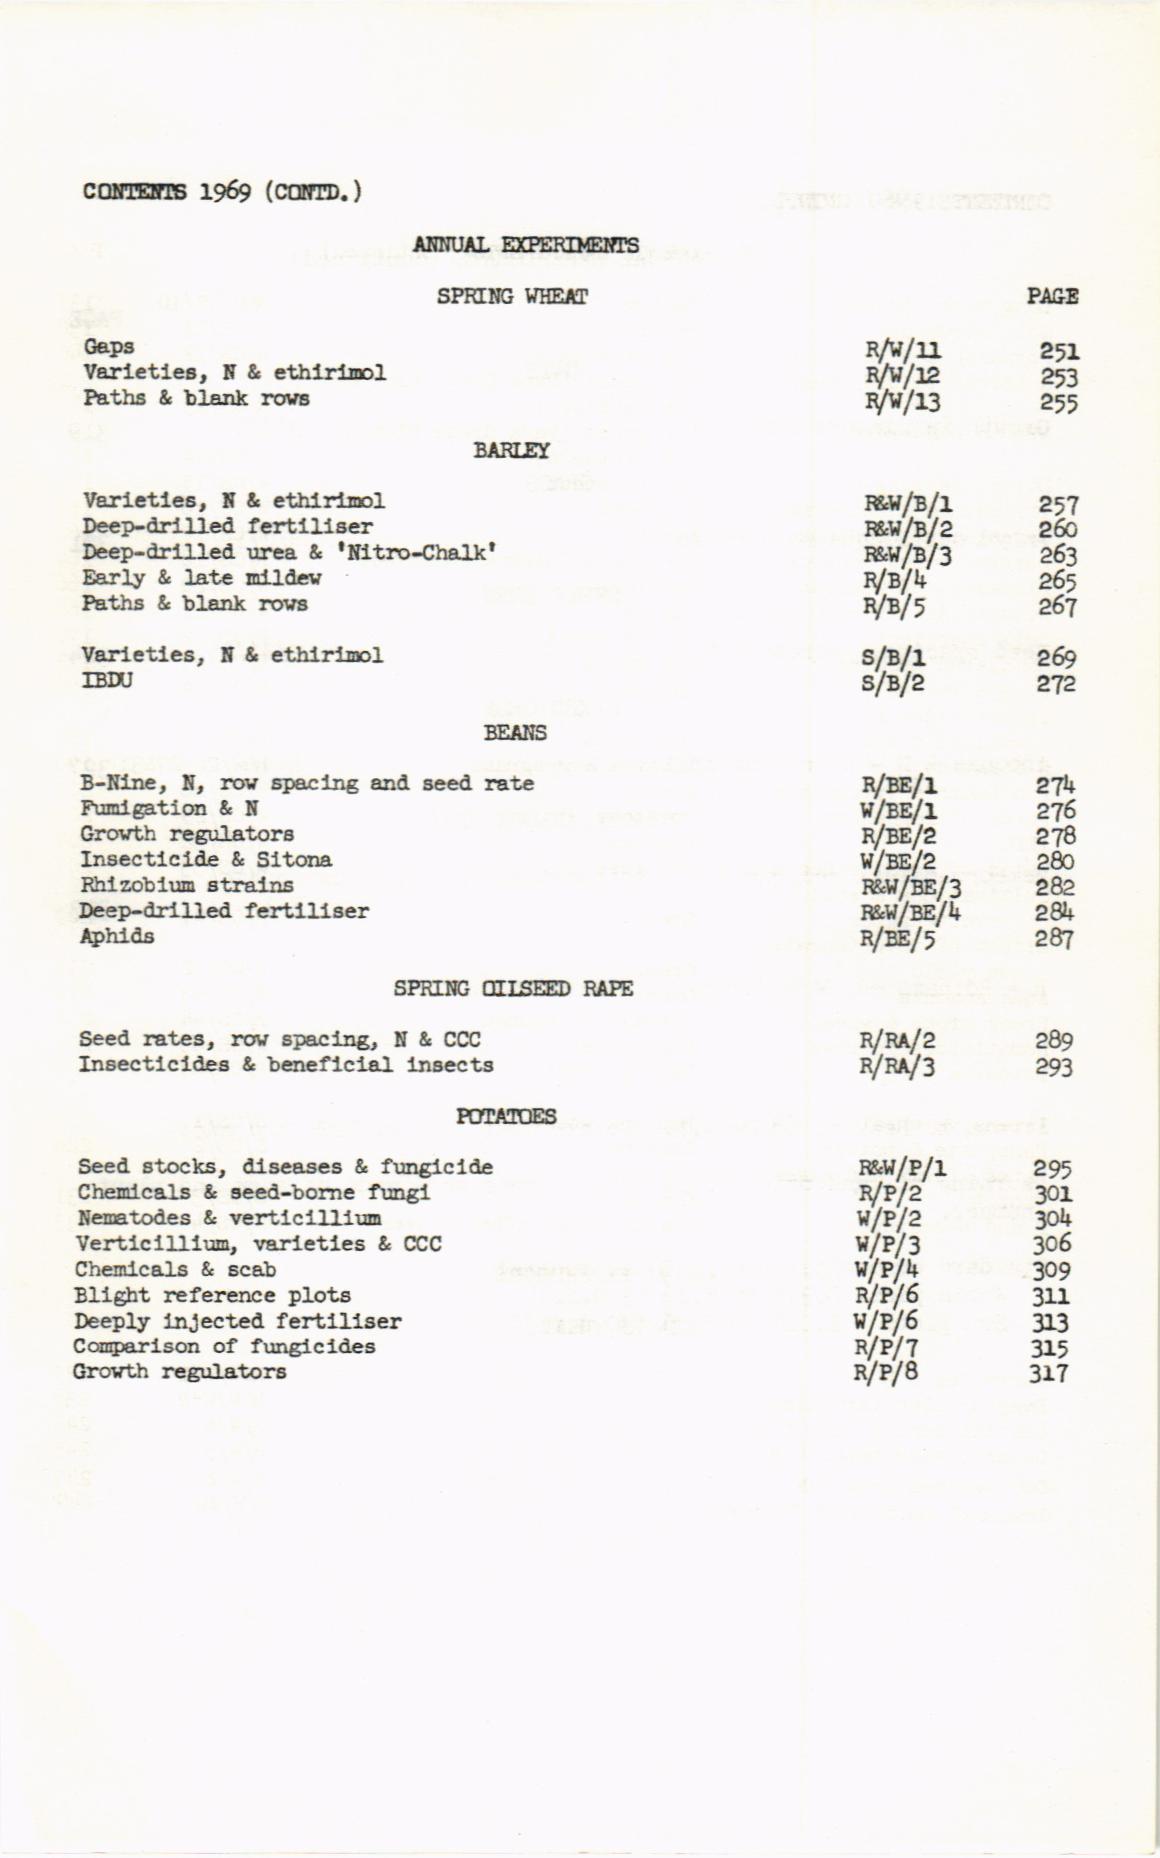 CONTENTS 1969 (CONTD.)
ANNUAL EXPERIMENTS
SPRING WHEAT PAGE
Gaps R/W/11 251
Varieties, N & ethirimol R/W/12 253
Paths & blank rows R/W/13 255
BARLEY
Varieties, N & ethirimol R&W/B/1 257
Deep-drilled fertiliser R&W/B/2 260
Deep-drilled urea & 'Nitro-Chalk' R&W/B/3 263
Early & late mildew R/B/4 265
Paths & blank rows R/B/5 267
Varieties, N & ethirimol S/B/1 269
IBDU S/B/2 272
BEANS
B-Nine, N, row spacing and seed rate R/BE/1 274
Fumigation & N W/BE/1 276
Growth regulators R/BE/2 278
Insecticide & Sitona W/BE/2 280
Rhizobium strains R&W/BE/3 282
Deep-drilled fertiliser R&W/BE/4 284
Aphids R/BE/5 287
SPRING OILSEED RAPE
Seed rates, row spacing, N & CCC R/RA/2 289
Insecticides & beneficial insects R/RA/3 293
POTATOES
Seed stocks, diseases & fungicide R&W/P/1 295
Chemicals & seed-borne fungi R/P/2 301
Nematodes & verticillium W/P/2 304
Verticillium, varieties & CCC W/P/3 306
Chemicals & scab W/P/4 309
Blight reference plots R/P/6 311
Deeply injected fertiliser W/P/6 313
Comparison of fungicides R/P/7 315
Growth regulators R/P/8 317